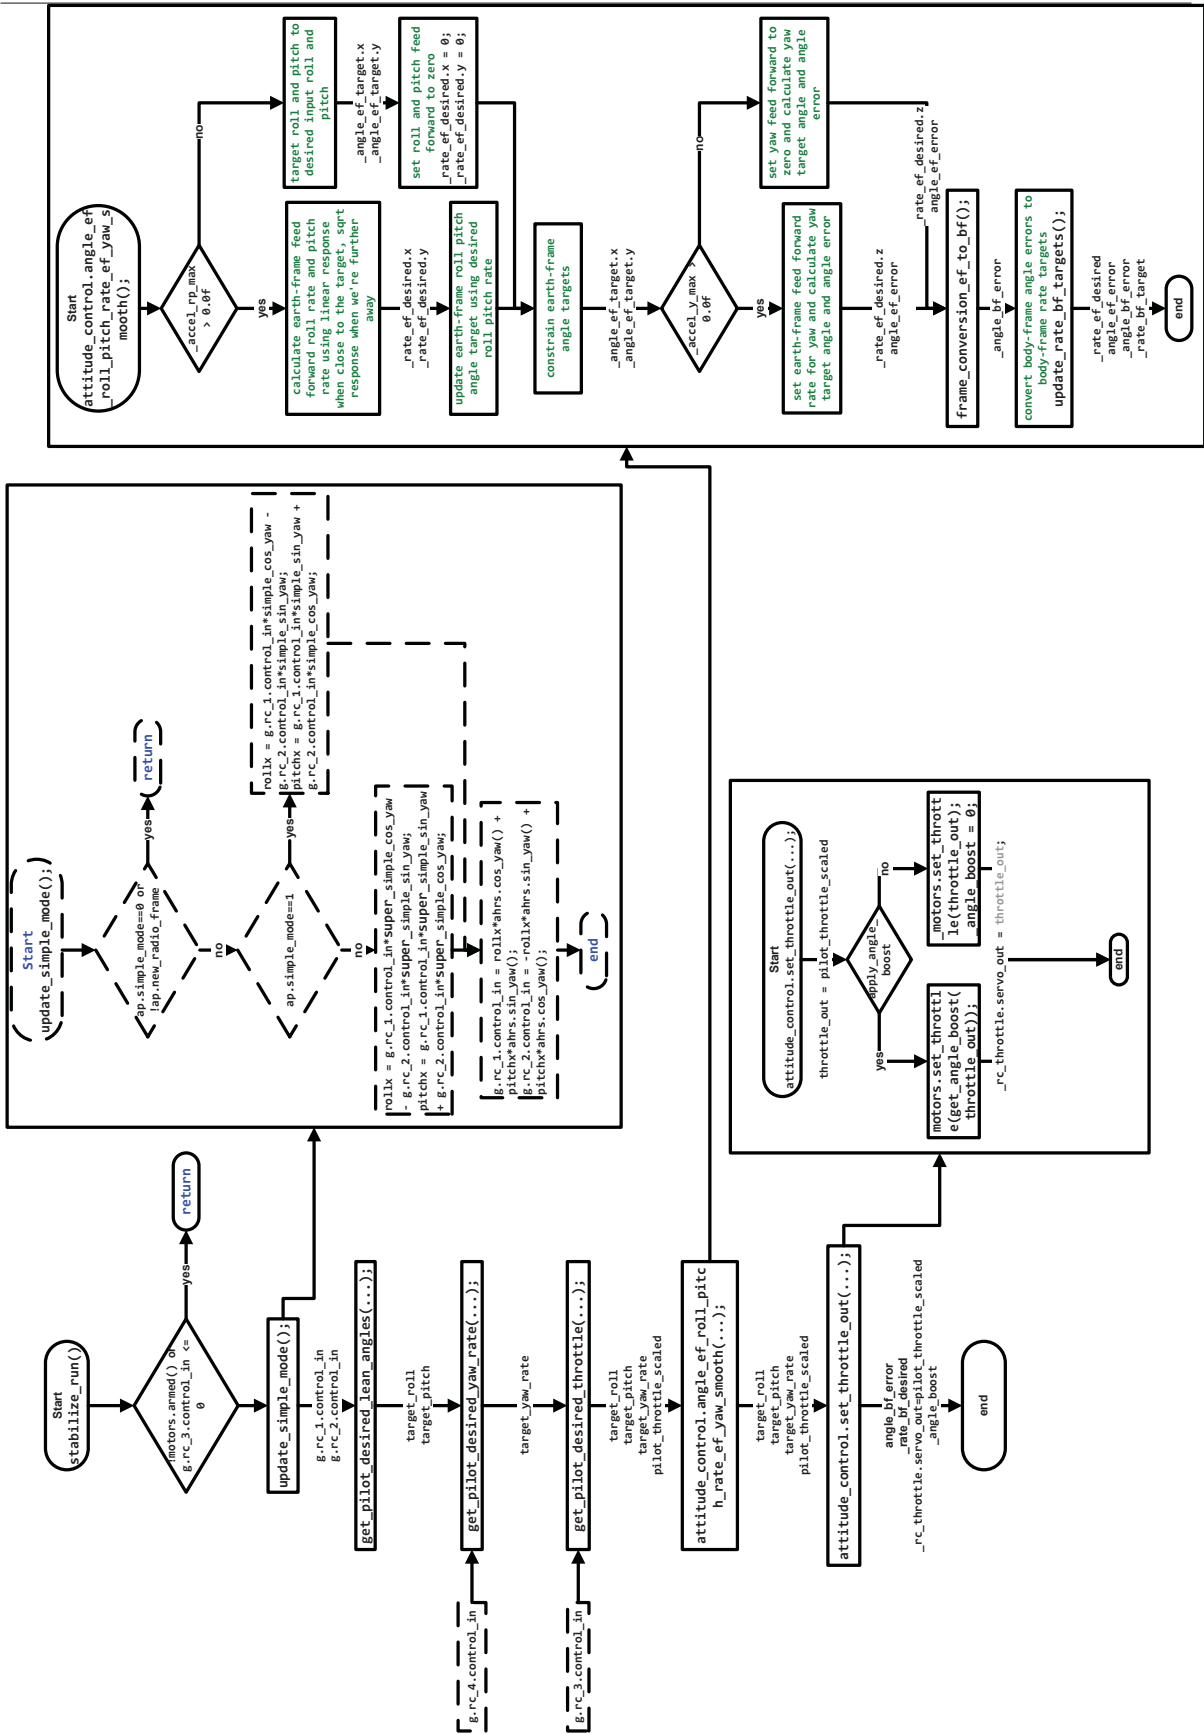 Start
stabilize_run()
!motors.armed() or
g.rc_3.control_in <=
0
yes
return
update_simple_mode();
g.rc_1.control_in
g.rc_2.control_in
get_pilot_desired_lean_angles(...);
target_roll
target_pitch
g.rc_4.control_in
get_pilot_desired_yaw_rate(...);
target_yaw_rate
g.rc_3.control_in
get_pilot_desired_throttle(...);
target_roll
target_pitch
target_yaw_rate
pilot_throttle_scaled
attitude_control.angle_ef_roll_pitc
h_rate_ef_yaw_smooth(...);
target_roll
target_pitch
target_yaw_rate
pilot_throttle_scaled
attitude_control.set_throttle_out(...);
angle_bf_error
_rate_bf_desired
_rc_throttle.servo_out=pilot_throttle_scaled
_angle_boost
end
Start
update_simple_mode();
ap.simple_mode==0 or
!ap.new_radio_frame
yes
return
no
ap.simple_mode==1
yes
rollx = g.rc_1.control_in*simple_cos_yaw -
g.rc_2.control_in*simple_sin_yaw;
pitchx = g.rc_1.control_in*simple_sin_yaw +
g.rc_2.control_in*simple_cos_yaw;
no
rollx = g.rc_1.control_in*super_simple_cos_yaw
- g.rc_2.control_in*super_simple_sin_yaw;
pitchx = g.rc_1.control_in*super_simple_sin_yaw
+ g.rc_2.control_in*super_simple_cos_yaw;
g.rc_1.control_in = rollx*ahrs.cos_yaw() +
pitchx*ahrs.sin_yaw();
g.rc_2.control_in = -rollx*ahrs.sin_yaw() +
pitchx*ahrs.cos_yaw();
end
Start
attitude_control.set_throttle_out(...);
throttle_out = pilot_throttle_scaled
apply_angle_
boost
yes
no
motors.set_throttl
e(get_angle_boost(
throttle_out));
_motors.set_thrott
le(throttle_out);
_angle_boost = 0;
_rc_throttle.servo_out = throttle_out;
end
Start
attitude_control.angle_ef
_roll_pitch_rate_ef_yaw_s
mooth();
_accel_rp_max
> 0.0f
no
target roll and pitch to
desired input roll and
pitch
_angle_ef_target.x
_angle_ef_target.y
set roll and pitch feed
forward to zero
_rate_ef_desired.x = 0;
_rate_ef_desired.y = 0;
yes
calculate earth-frame feed
forward roll rate and pitch
rate using linear response
when close to the target, sqrt
response when we're further
away
_rate_ef_desired.x
_rate_ef_desired.y
update earth-frame roll pitch
angle target using desired
roll pitch rate
constrain earth-frame
angle targets
_angle_ef_target.x
_angle_ef_target.y
_accel_y_max >
0.0f
no
set yaw feed forward to
zero and calculate yaw
target angle and angle
error
_rate_ef_desired.z
angle_ef_error
yes
set earth-frame feed forward
rate for yaw and calculate yaw
target angle and angle error
_rate_ef_desired.z
angle_ef_error
frame_conversion_ef_to_bf();
_angle_bf_error
convert body-frame angle errors to
body-frame rate targets
update_rate_bf_targets();
_rate_ef_desired
angle_ef_error
_angle_bf_error
_rate_bf_target
end